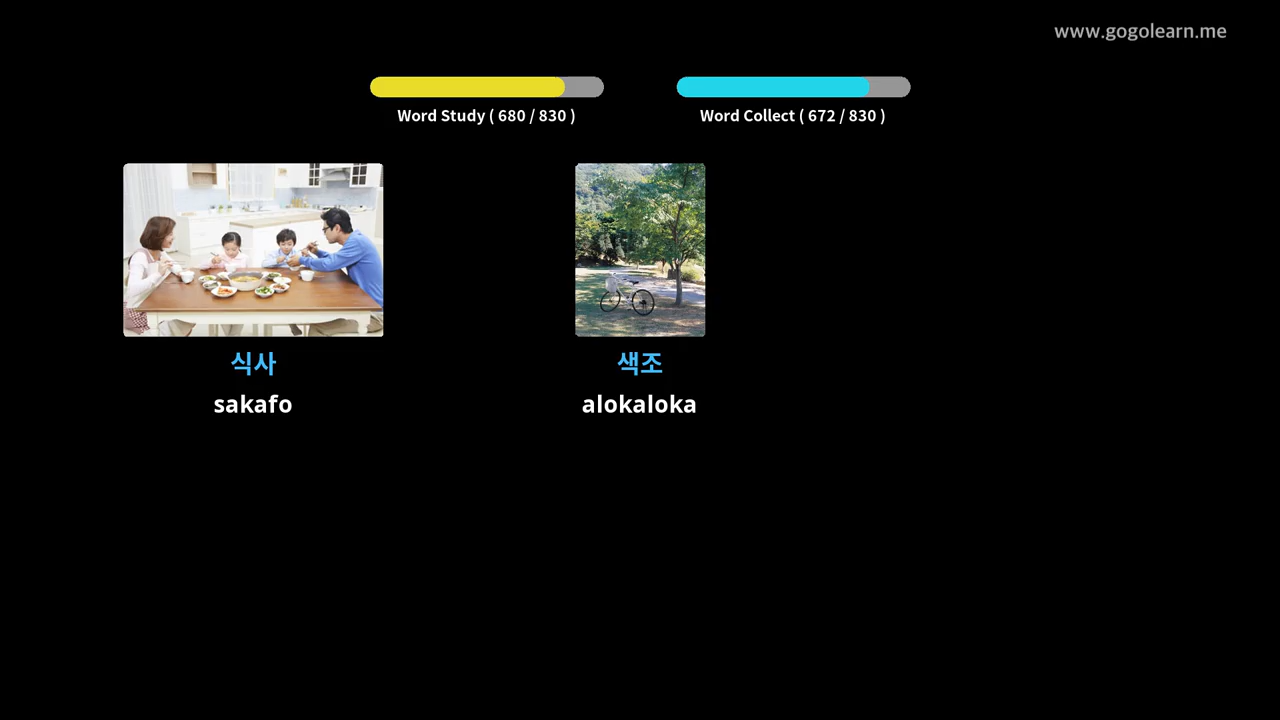 www.gogolearn.me
Word Study ( 680 / 830 )
Word Collect ( 672 / 830 )
식사
sakafo
색조
alokaloka